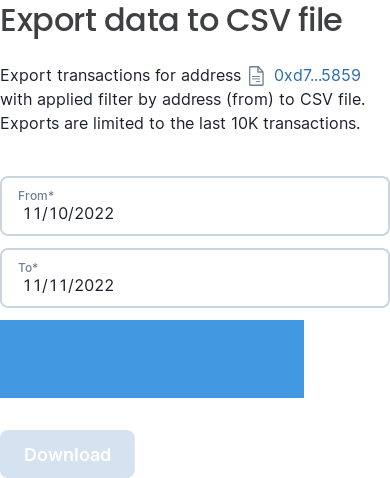 Export data to CSV file
Export transactions for address 0xd7...5859
with applied filter by address (from) to CSV file.
Exports are limited to the last 10K transactions.
From*
11/10/2022
To*
11/11/2022
Download